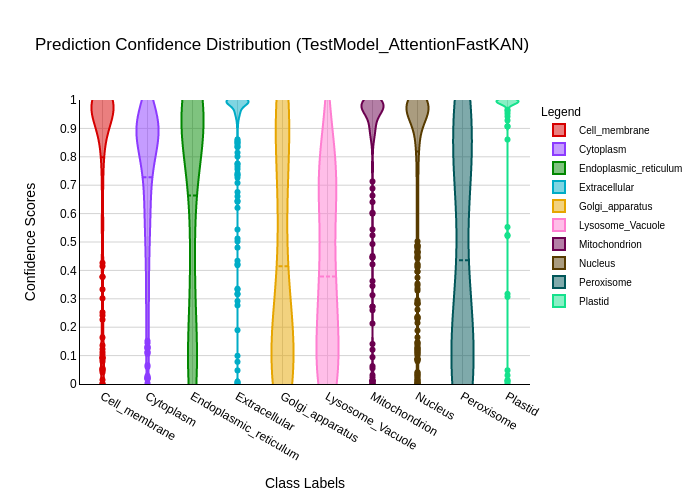 Prediction Confidence Distribution (TestModel_AttentionFastKAN)
Legend
Cell_membrane
Cytoplasm
Endoplasmic_reticulum
Extracellular
Golgi_apparatus
Lysosome_Vacuole
Mitochondrion
Nucleus
Peroxisome
Plastid
Confidence Scores
1
0.9
0.8
0.7
0.6
0.5
0.4
0.3
0.2
0.1
0
Cell_membrane
Cytoplasm
Endoplasmic_reticulum
Extracellular
Golgi_apparatus
Lysosome_Vacuole
Mitochondrion
Nucleus
Peroxisome
Plastid
Class Labels